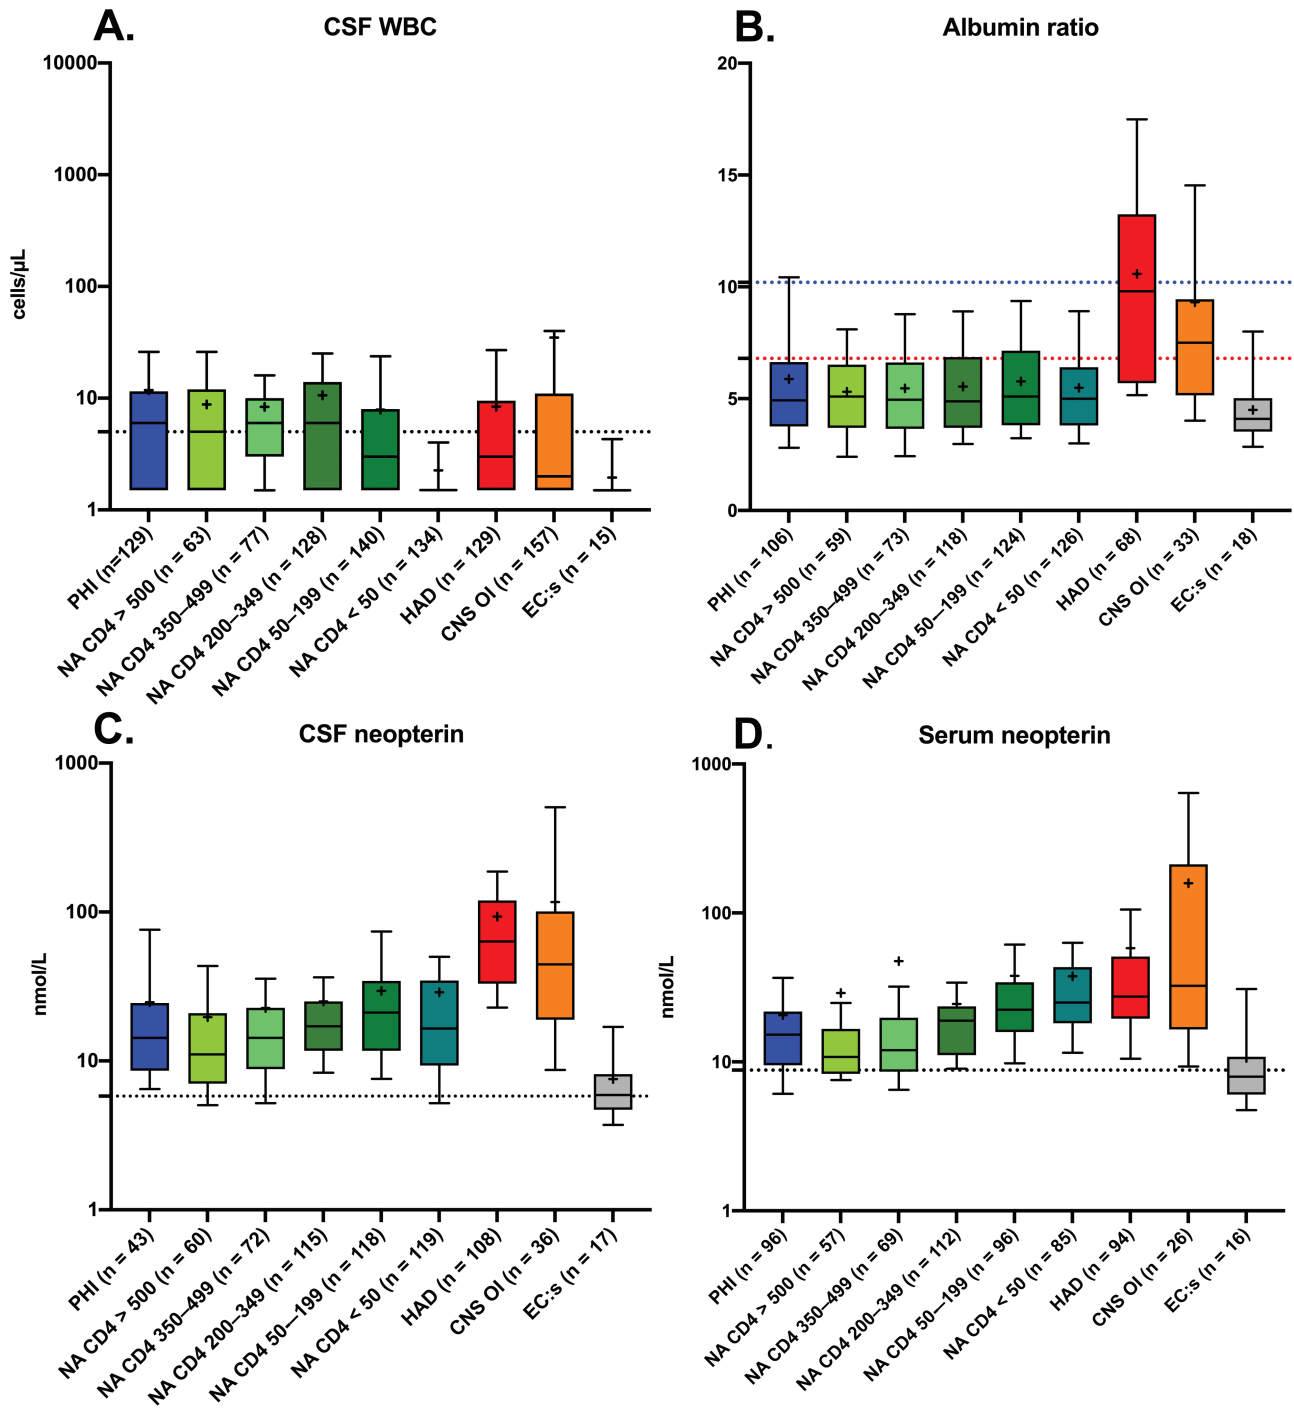 A.
CSF WBC
10000
1000
100
10
1
cells/µL
PHI (n=129)
NA CD4 > 500 (n = 63)
NA CD4 350–499 (n = 77)
NA CD4 200–349 (n = 128)
NA CD4 50–199 (n = 140)
NA CD4 < 50 (n = 134)
HAD (n = 129)
CNS OI (n = 157)
EC:s (n = 15)
B.
Albumin ratio
20
15
10
5
0
PHI (n = 106)
NA CD4 > 500 (n = 59)
NA CD4 350–499 (n = 73)
NA CD4 200–349 (n = 118)
NA CD4 50–199 (n = 124)
NA CD4 < 50 (n = 126)
HAD (n = 68)
CNS OI (n = 33)
EC:s (n = 18)
C.
CSF neopterin
1000
100
10
1
nmol/L
PHI (n = 43)
NA CD4 > 500 (n = 60)
NA CD4 350–499 (n = 72)
NA CD4 200–349 (n = 115)
NA CD4 50–199 (n = 118)
NA CD4 < 50 (n = 119)
HAD (n = 108)
CNS OI (n = 36)
EC:s (n = 17)
D.
Serum neopterin
1000
100
10
1
nmol/L
PHI (n = 96)
NA CD4 > 500 (n = 57)
NA CD4 350–499 (n = 69)
NA CD4 200–349 (n = 112)
NA CD4 50–199 (n = 96)
NA CD4 < 50 (n = 85)
HAD (n = 94)
CNS OI (n = 26)
EC:s (n = 16)